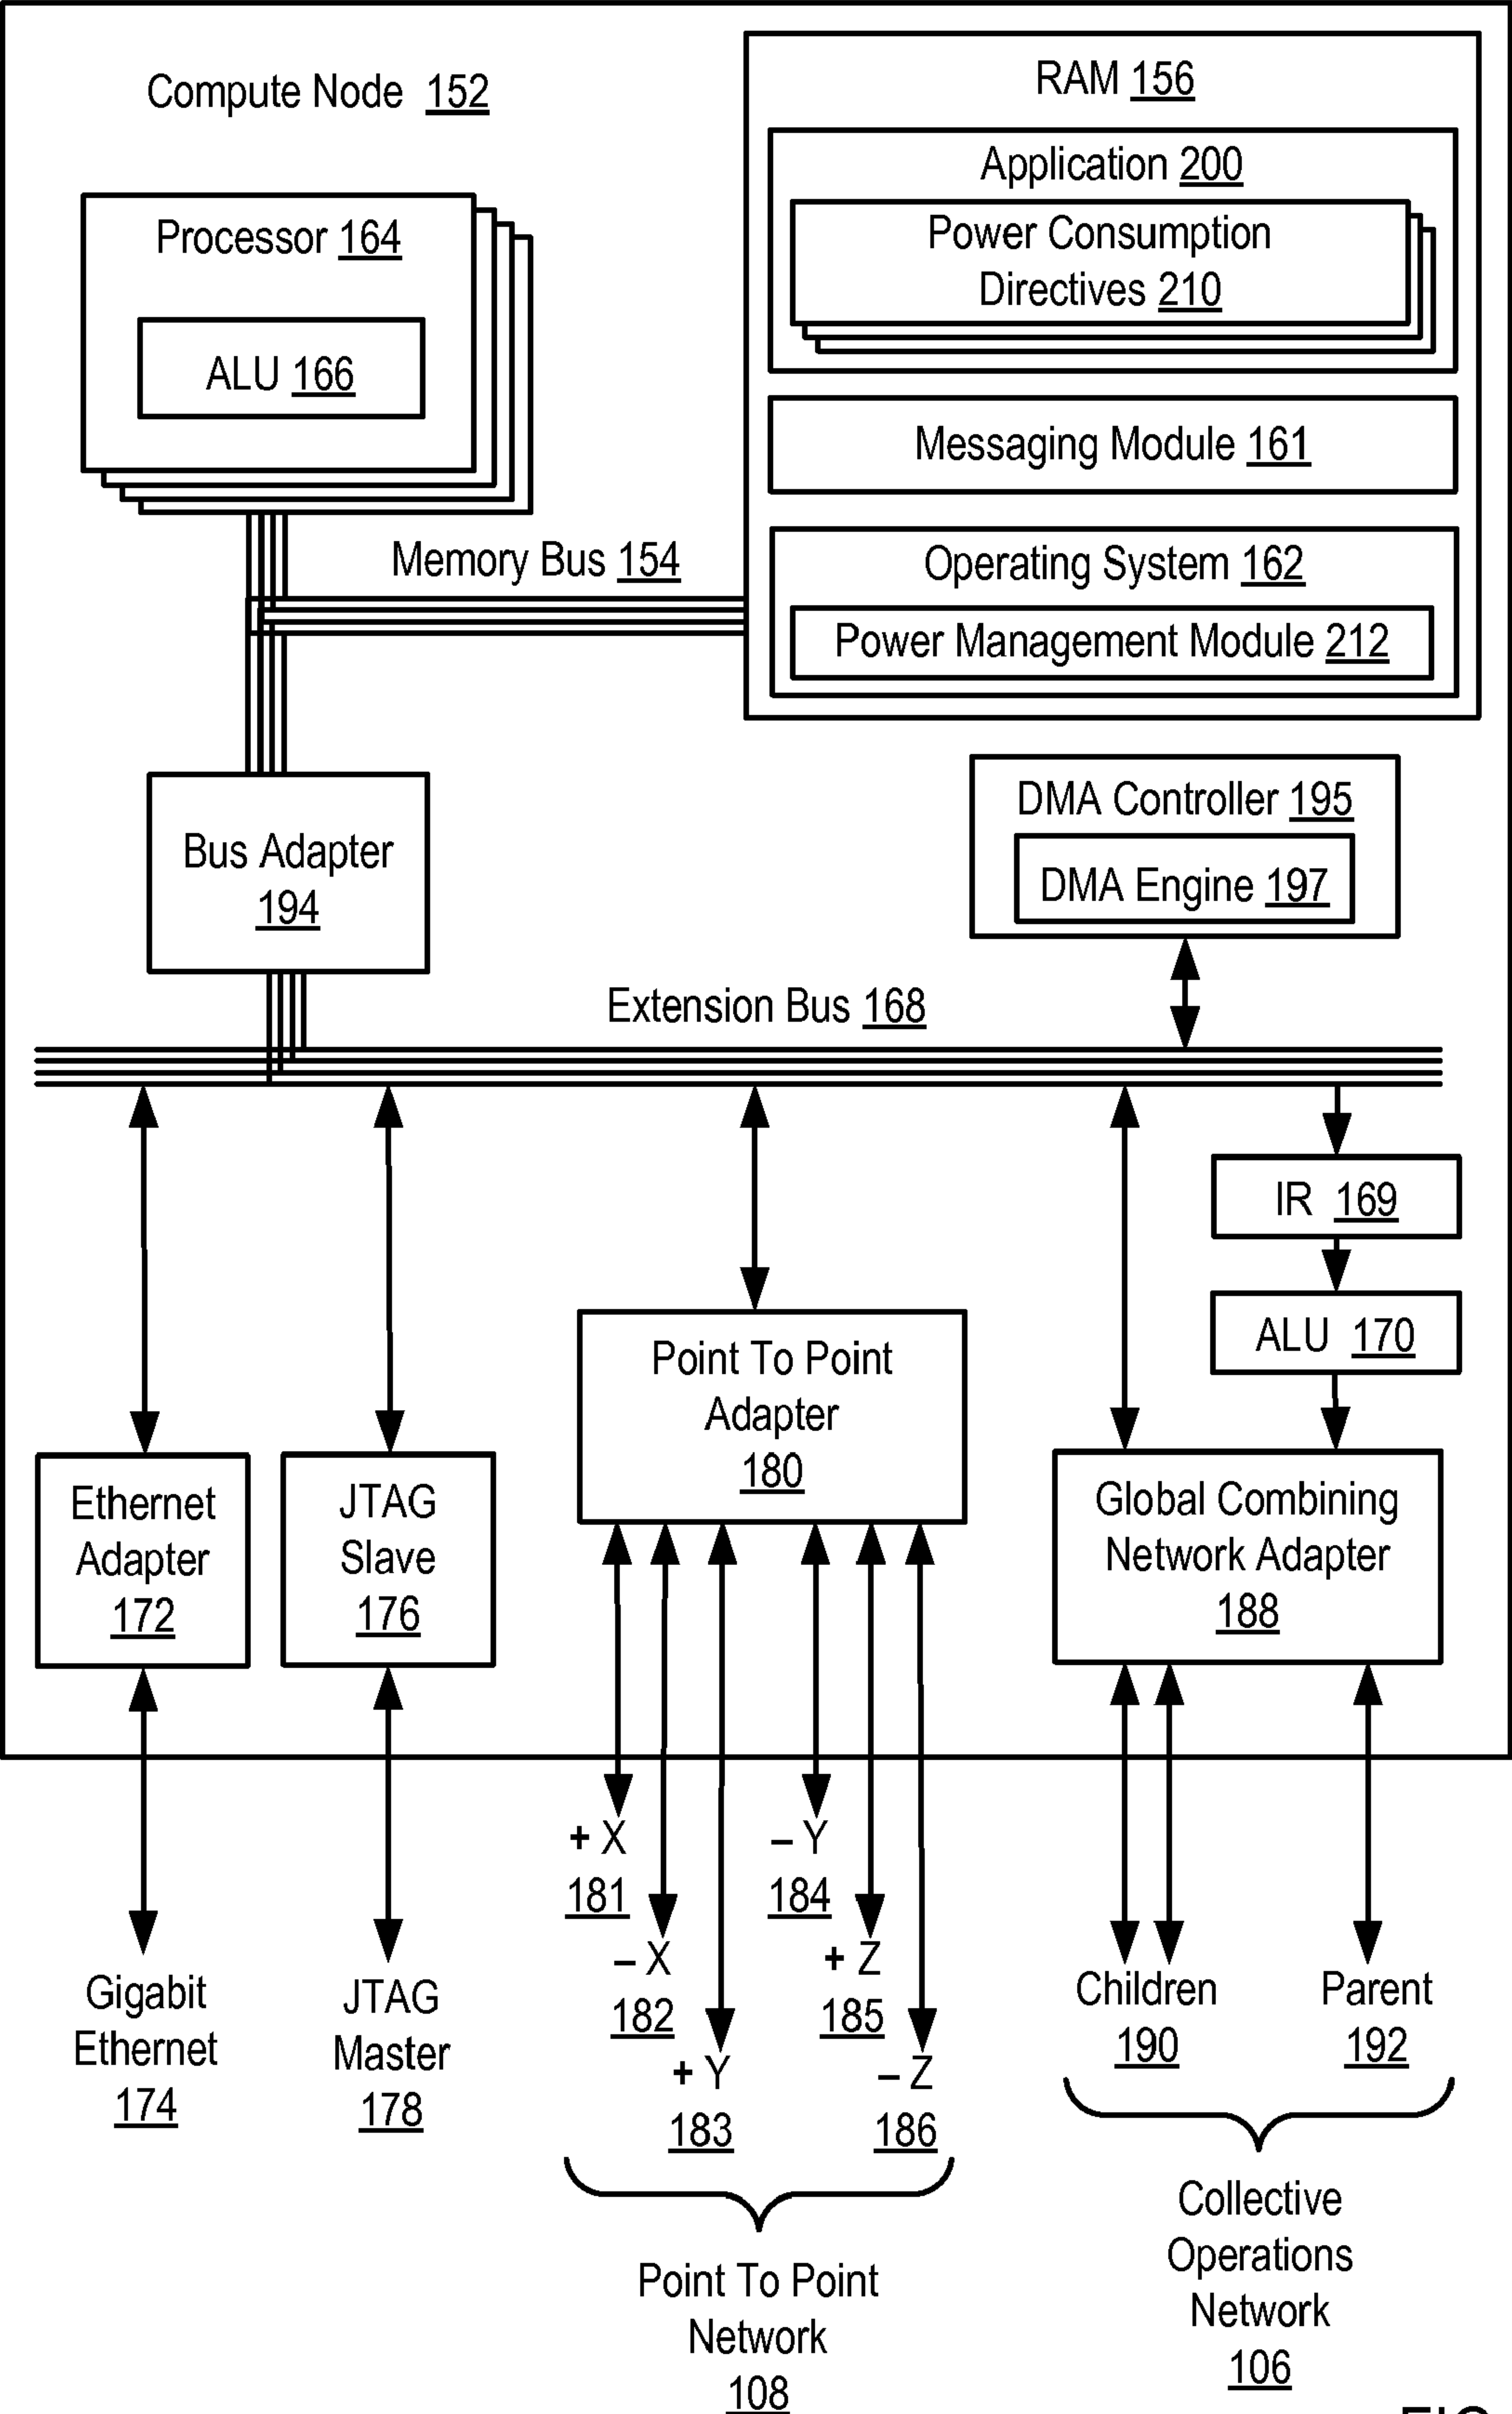 Compute Node 152
RAM 156
Application 200
Power Consumption
Directives 210
Processor 164
ALU 166
Messaging Module 161
Memory Bus 154
Operating System 162
Power Management Module 212
DMA Controller 195
DMA Engine 197
Bus Adapter
194
Extension Bus 168
IR 169
ALU 170
Point To Point
Adapter
180
Ethernet
Adapter
172
JTAG
Slave
176
Global Combining
Network Adapter
188
+ X
181
– X
182
+ Y
183
– Y
184
+ Z
185
– Z
186
Gigabit
Ethernet
174
JTAG
Master
178
Children
190
Parent
192
Point To Point
Network
108
Collective
Operations
Network
106